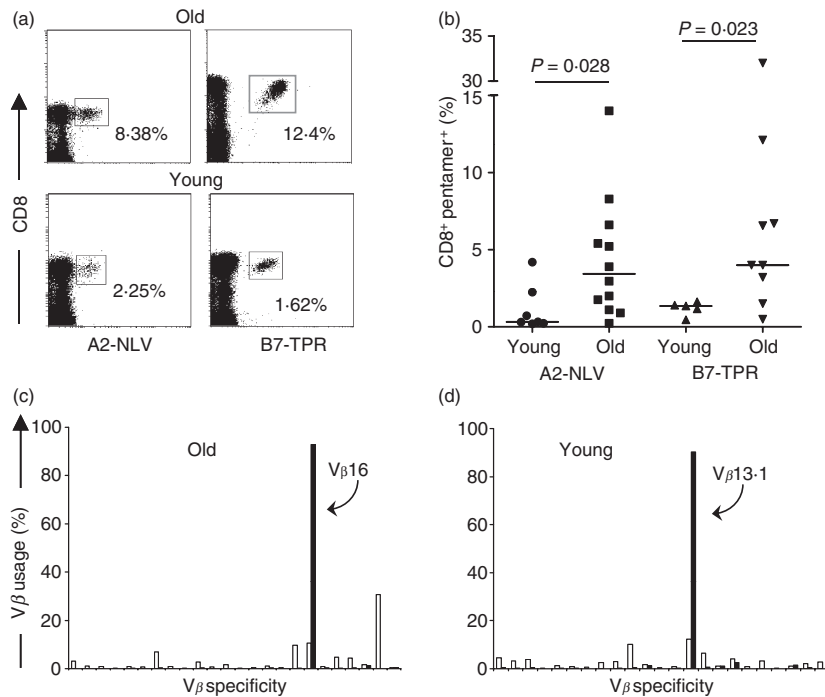 (a)
Old
8·38%
12·4%
Young
2·25%
1·62%
CD8
A2-NLV
B7-TPR
(b)
P = 0·028
P = 0·023
CD8+ pentamer+ (%)
35
30
15
10
5
0
Young
Old
Young
Old
A2-NLV
B7-TPR
(c)
Old
Vβ16
Vβ usage (%)
100
80
60
40
20
0
Vβ specificity
(d)
Young
Vβ13·1
100
80
60
40
20
0
Vβ specificity